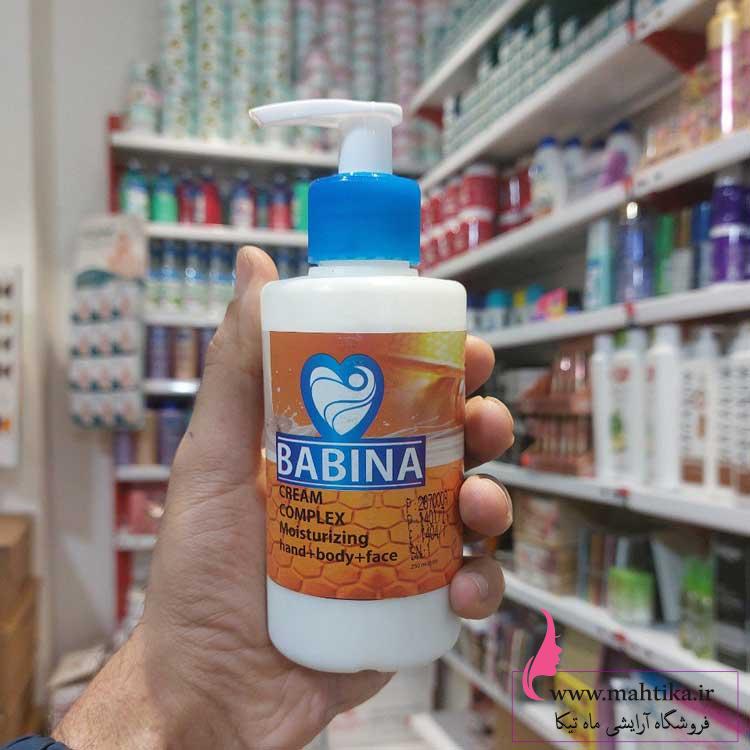 BABINA
CREAM
COMPLEX
Moisturizing
hand+body+face
www.mahtika.ir
فروشگاه آرایشی ماه تیکا